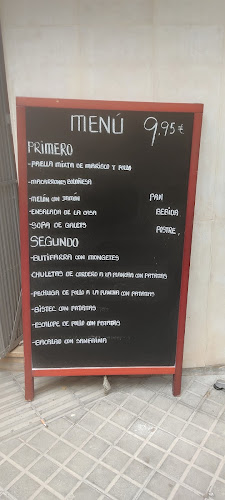 MENÚ 9.95€
PRIMERO
-PAELLA MIXTA DE MARISCO Y POLLO
-MACARRONES BOLOÑESA
-MELÓN CON JAMÓN PAN
-ENSALADA DE LA CASA BEBIDA
-SOPA DE GALETS POSTRE
SEGUNDO
-BUTIFARRA CON MONGETES
CHULETAS DE CORDERO A LA PLANCHA CON PATATAS
-PECHUGA DE POLLO A LA PLANCHA CON PATATAS
-BISTEC CON PATATAS
-ESCALOPE DE POLLO CON PATATAS
-BACALAO CON SANFAINA